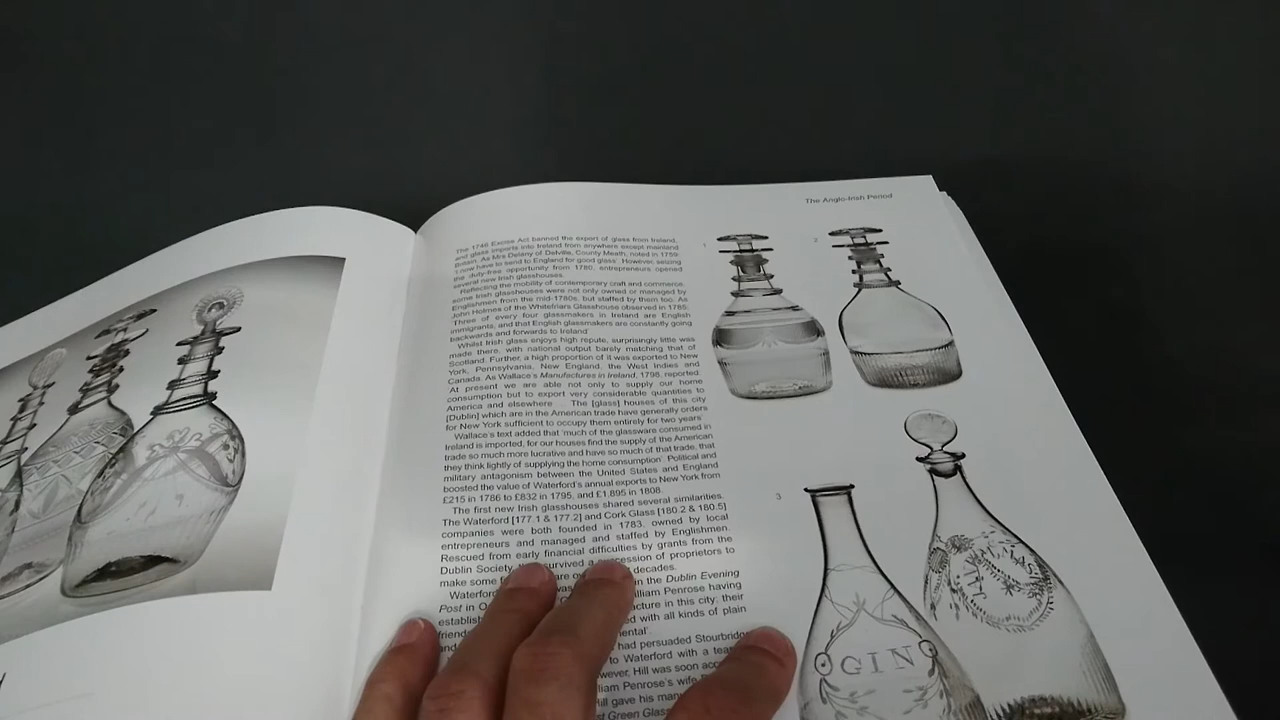 The Anglo-Irish Period
The 1746 Excise Act banned the export of glass from Ireland,
and glass imports into Ireland from anywhere except mainland
Britain. As Mrs Delany of Delville, County Meath, noted in 1759:
'I now have to send to England for good glass'. However, seizing
the duty-free opportunity from 1780, entrepreneurs opened
several new Irish glasshouses.
Reflecting the mobility of contemporary craft and commerce,
some Irish glasshouses were not only owned or managed by
Englishmen from the mid-1780s, but staffed by them too. As
John Holmes of the Whitefriars Glasshouse observed in 1785:
'Three of every four glassmakers in Ireland are English
immigrants, and that English glassmakers are constantly going
backwards and forwards to Ireland'
Whilst Irish glass enjoys high repute, surprisingly little was
made there, with national output barely matching that of
Scotland. Further, a high proportion of it was exported to New
York, Pennsylvania, New England, the West Indies and
Canada. As Wallace's Manufactures in Ireland, 1798, reported:
'At present we are able not only to supply our home
consumption but to export very considerable quantities to
America and elsewhere ... The [glass] houses of this city
[Dublin] which are in the American trade have generally orders
for New York sufficient to occupy them entirely for two years'
Wallace's text added that 'much of the glassware consumed in
Ireland is imported, for our houses find the supply of the American
trade so much more lucrative and have so much of that trade, that
they think lightly of supplying the home consumption'. Political and
military antagonism between the United States and England
boosted the value of Waterford's annual exports to New York from
£215 in 1786 to £832 in 1795, and £1,895 in 1808.
The first new Irish glasshouses shared several similarities.
The Waterford [177.1 & 177.2] and Cork Glass [180.2 & 180.5]
companies were both founded in 1783, owned by local
entrepreneurs and managed and staffed by Englishmen.
Rescued from early financial difficulties by grants from the
Dublin Society, survived a succession of proprietors to
make some decades.
Waterford in the Dublin Evening
Post in William Penrose having
in this city: their
with all kinds of plain
had persuaded Stourbridge
to Waterford with a team
Hill was soon
William Penrose's wife
Hill gave his
Green Glass
1
2
3
GIN